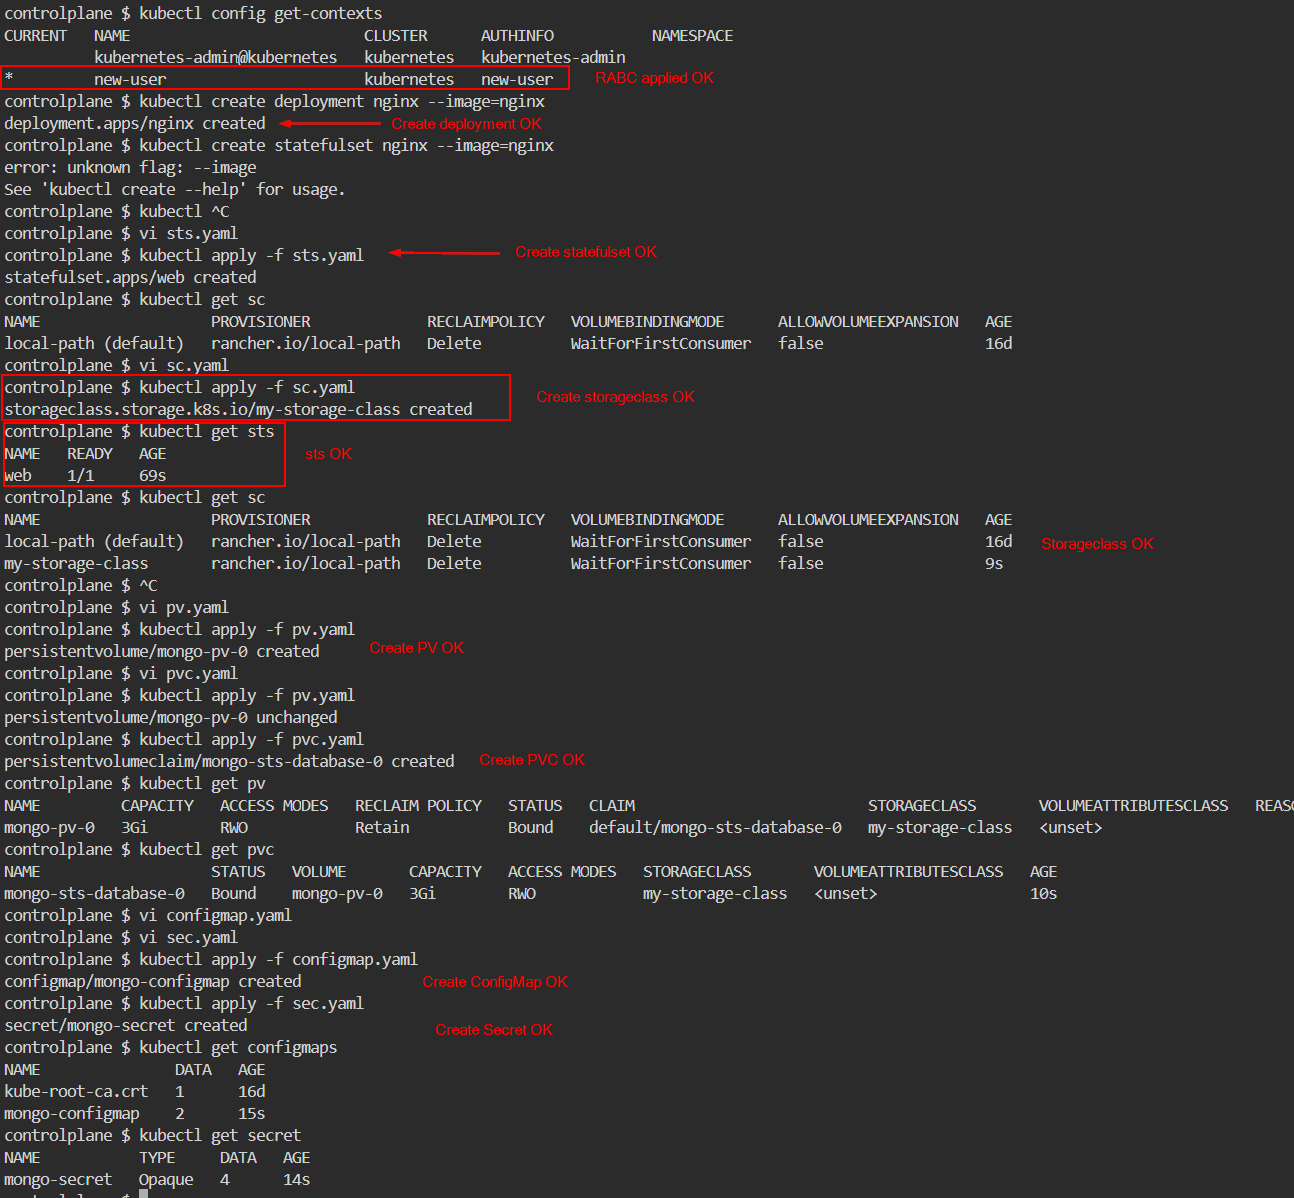 controlplane $ kubectl config get-contexts
CURRENT   NAME                          CLUSTER      AUTHINFO           NAMESPACE
          kubernetes-admin@kubernetes   kubernetes   kubernetes-admin
*         new-user                      kubernetes   new-user   RABC applied OK
controlplane $ kubectl create deployment nginx --image=nginx
deployment.apps/nginx created   Create deployment OK
controlplane $ kubectl create statefulset nginx --image=nginx
error: unknown flag: --image
See 'kubectl create --help' for usage.
controlplane $ kubectl ^C
controlplane $ vi sts.yaml
controlplane $ kubectl apply -f sts.yaml   Create statefulset OK
statefulset.apps/web created
controlplane $ kubectl get sc
NAME                   PROVISIONER             RECLAIMPOLICY   VOLUMEBINDINGMODE      ALLOWVOLUMEEXPANSION   AGE
local-path (default)   rancher.io/local-path   Delete          WaitForFirstConsumer   false                  16d
controlplane $ vi sc.yaml
controlplane $ kubectl apply -f sc.yaml   Create storageclass OK
storageclass.storage.k8s.io/my-storage-class created
controlplane $ kubectl get sts
NAME   READY   AGE   sts OK
web    1/1     69s
controlplane $ kubectl get sc
NAME                   PROVISIONER             RECLAIMPOLICY   VOLUMEBINDINGMODE      ALLOWVOLUMEEXPANSION   AGE
local-path (default)   rancher.io/local-path   Delete          WaitForFirstConsumer   false                  16d   Storageclass OK
my-storage-class       rancher.io/local-path   Delete          WaitForFirstConsumer   false                  9s
controlplane $ ^C
controlplane $ vi pv.yaml
controlplane $ kubectl apply -f pv.yaml
persistentvolume/mongo-pv-0 created   Create PV OK
controlplane $ vi pvc.yaml
controlplane $ kubectl apply -f pv.yaml
persistentvolume/mongo-pv-0 unchanged
controlplane $ kubectl apply -f pvc.yaml
persistentvolumeclaim/mongo-sts-database-0 created   Create PVC OK
controlplane $ kubectl get pv
NAME         CAPACITY   ACCESS MODES   RECLAIM POLICY   STATUS   CLAIM                          STORAGECLASS       VOLUMEATTRIBUTESCLASS   REASO
mongo-pv-0   3Gi        RWO            Retain           Bound    default/mongo-sts-database-0   my-storage-class   <unset>
controlplane $ kubectl get pvc
NAME                   STATUS   VOLUME       CAPACITY   ACCESS MODES   STORAGECLASS       VOLUMEATTRIBUTESCLASS   AGE
mongo-sts-database-0   Bound    mongo-pv-0   3Gi        RWO            my-storage-class   <unset>                 10s
controlplane $ vi configmap.yaml
controlplane $ vi sec.yaml
controlplane $ kubectl apply -f configmap.yaml
configmap/mongo-configmap created   Create ConfigMap OK
controlplane $ kubectl apply -f sec.yaml
secret/mongo-secret created   Create Secret OK
controlplane $ kubectl get configmaps
NAME               DATA   AGE
kube-root-ca.crt   1      16d
mongo-configmap    2      15s
controlplane $ kubectl get secret
NAME           TYPE     DATA   AGE
mongo-secret   Opaque   4      14s
controlplane $